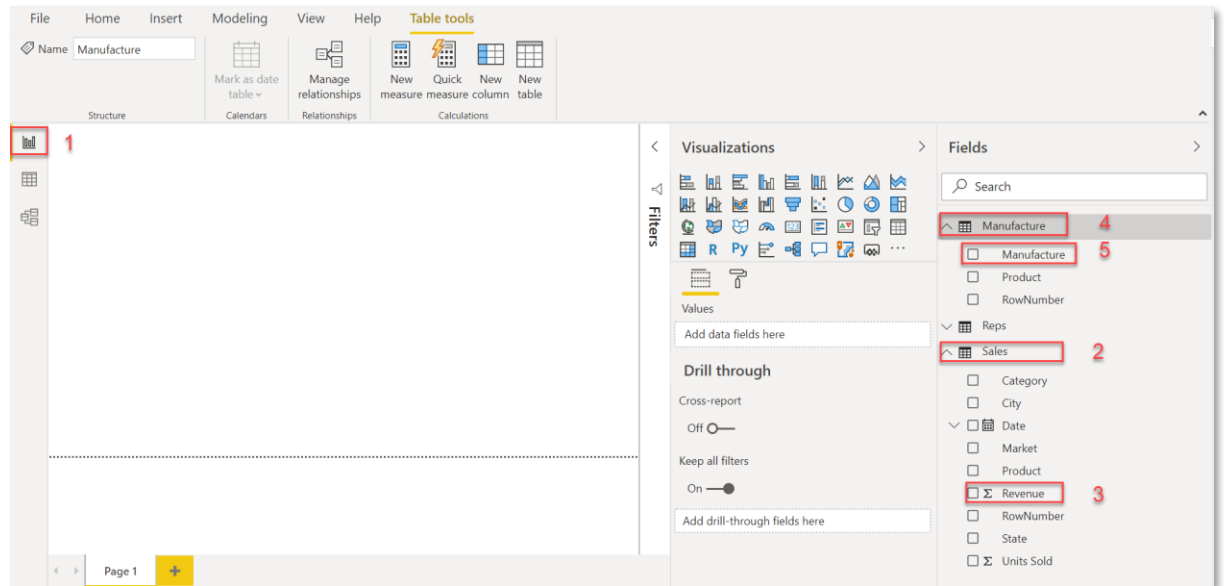 File Home Insert Modeling View Help Table tools
Name Manufacture
Mark as date table
Manage relationships
New measure
Quick measure
New column
New table
Structure Calendars Relationships Calculations
1
Filters
Visualizations
R Py
123
Values
Add data fields here
Drill through
Cross-report
Off
Keep all filters
On
Add drill-through fields here
Fields
Search
Manufacture 4
Manufacture 5
Product
RowNumber
Reps
Sales 2
Category
City
Date
Market
Product
Σ Revenue 3
RowNumber
State
Σ Units Sold
Page 1 +